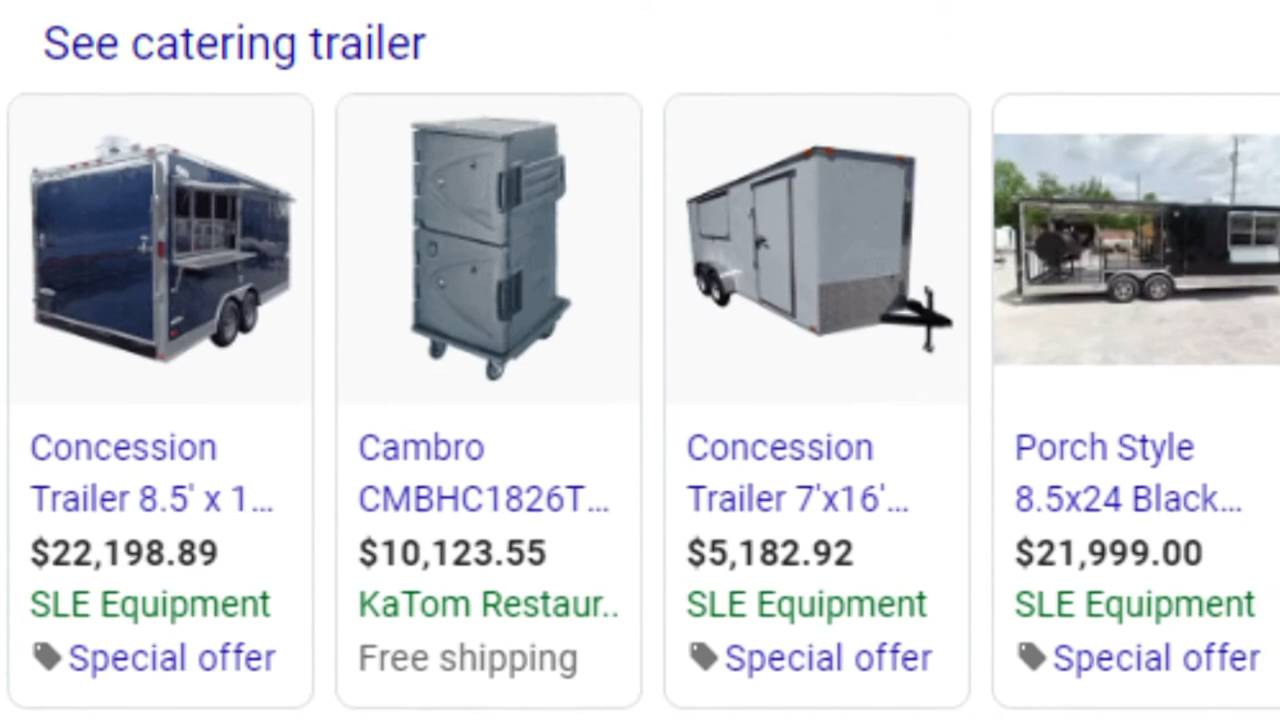 See catering trailer
Concession
Trailer 8.5' x 1...
$22,198.89
SLE Equipment
Special offer
Cambro
CMBHC1826T...
$10,123.55
KaTom Restaur..
Free shipping
Concession
Trailer 7'x16'...
$5,182.92
SLE Equipment
Special offer
Porch Style
8.5x24 Black...
$21,999.00
SLE Equipment
Special offer